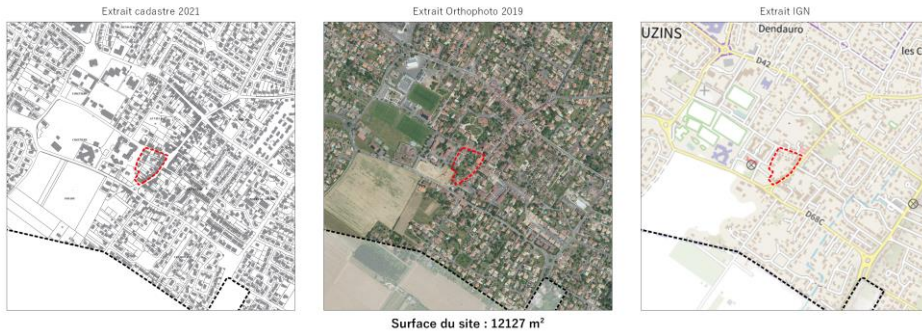 Extrait cadastre 2021
Extrait Orthophoto 2019
Extrait IGN
UZINS
Dendauro
les C
D42
D68C
Surface du site : 12127 m²